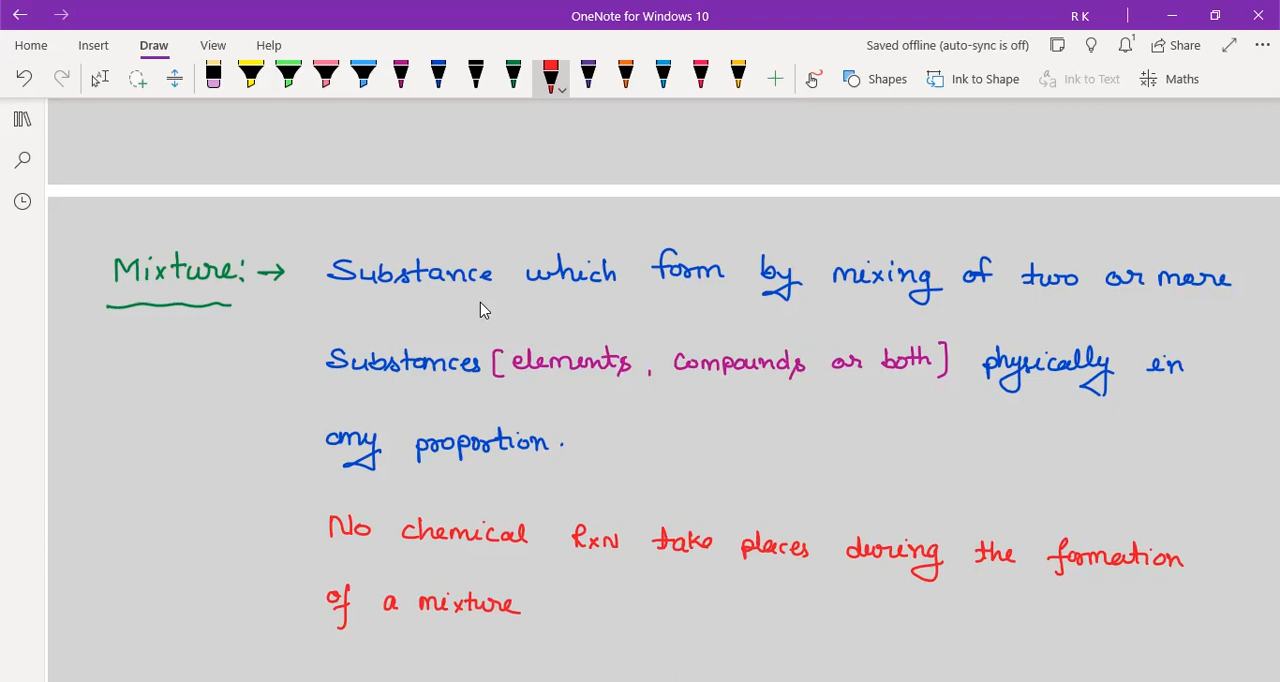 OneNote for Windows 10
R K
Home Insert Draw View Help
Saved offline (auto-sync is off) Share
Shapes Ink to Shape Ink to Text Maths
Mixture: → Substance which form by mixing of two or more
Substances [elements, compounds or both] physically in
any proportion.
No chemical RxN take places during the formation
of a mixture